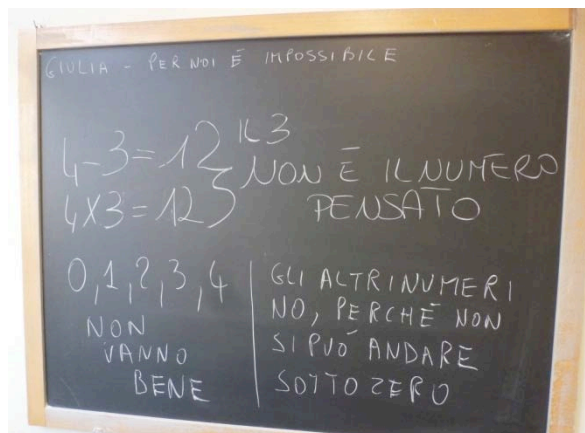 GIULIA - PER NOI È IMPOSSIBILE
4-3=12 IL 3
4X3=12 NON È IL NUMERO
PENSATO
0,1,2,3,4
NON
VANNO
BENE
GLI ALTRI NUMERI
NO, PERCHÉ NON
SI PUÒ ANDARE
SOTTO ZERO